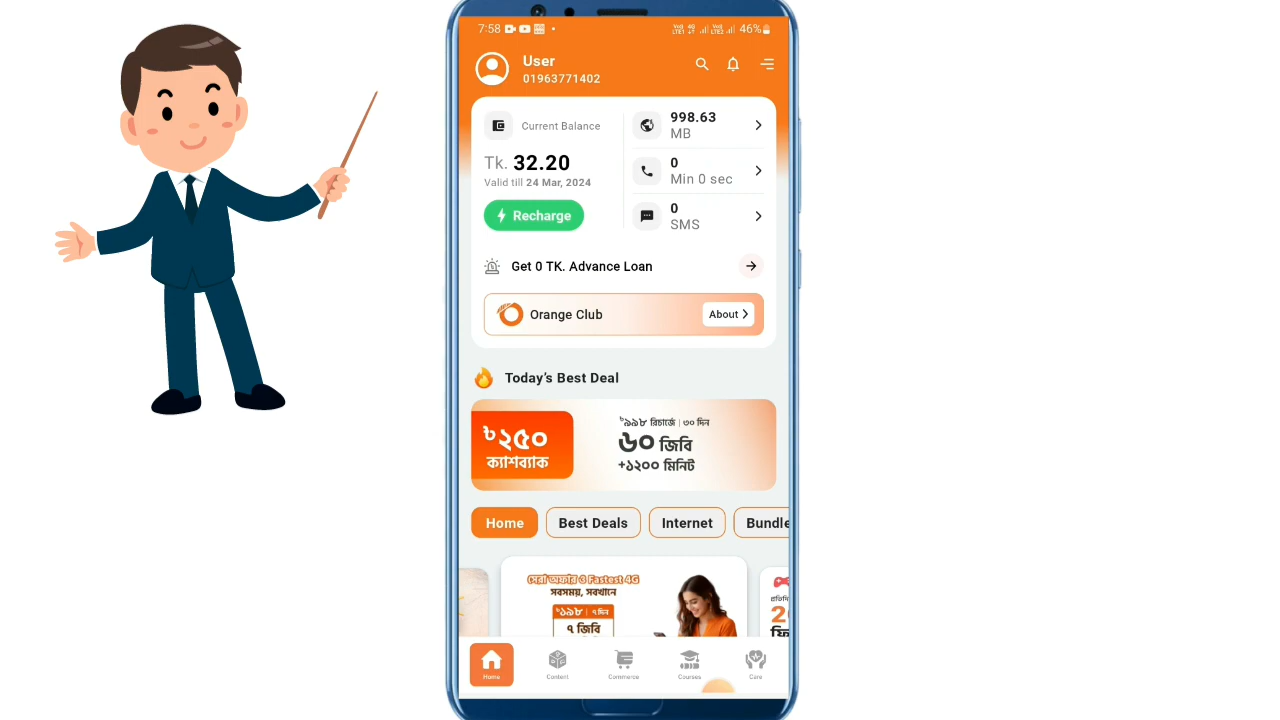 7:58
46%
User
01963771402
Current Balance
Tk. 32.20
Valid till 24 Mar, 2024
Recharge
998.63
MB
0
Min 0 sec
0
SMS
Get 0 TK. Advance Loan
Orange Club
About
Today's Best Deal
৳২৫০
ক্যাশব্যাক
৳৯৯৮ রিচার্জে | ৩০ দিন
৬০ জিবি
+১২০০ মিনিট
Home
Best Deals
Internet
Bundle
সেরা অফার ও Fastest 4G
সবসময়, সবখানে
৳১৯৮ | ৭ দিন
৭ জিবি
Home
Content
Commerce
Courses
Care